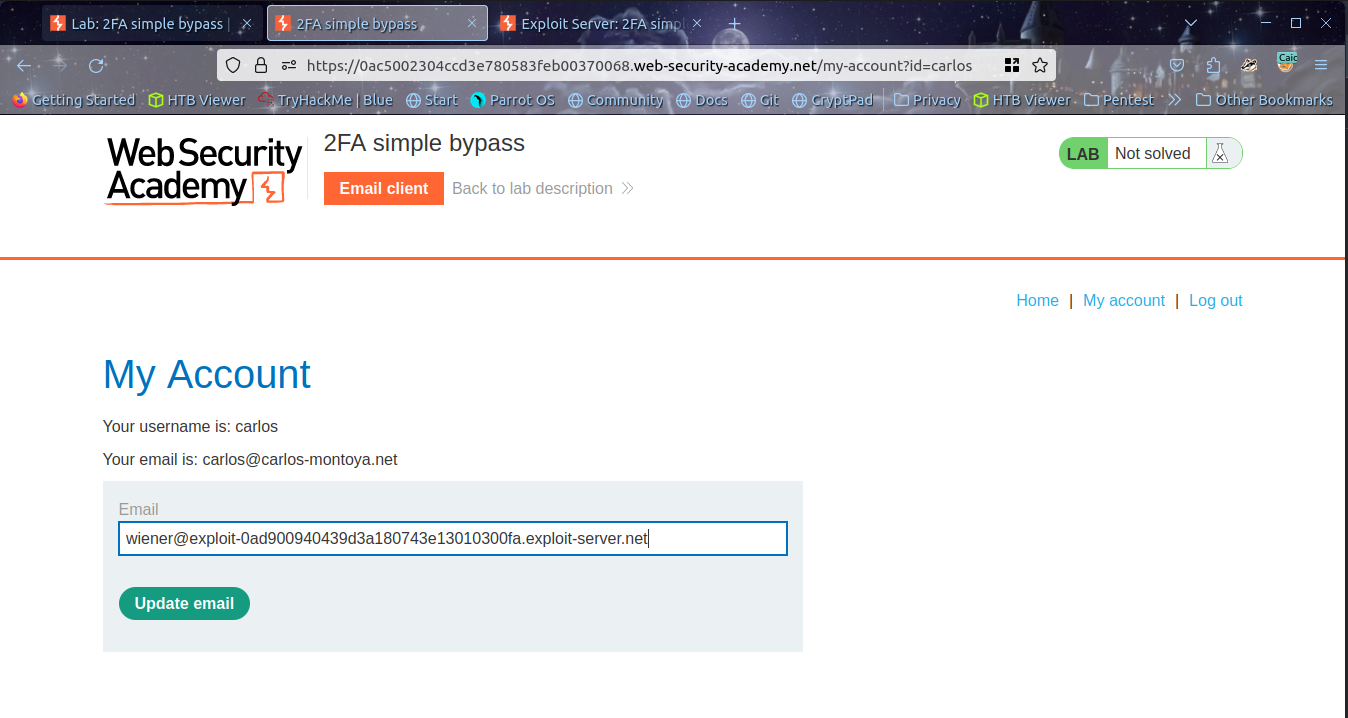 Lab: 2FA simple bypass |
2FA simple bypass
Exploit Server: 2FA simpl
https://0ac5002304ccd3e780583feb00370068.web-security-academy.net/my-account?id=carlos
Caic
Getting Started HTB Viewer TryHackMe | Blue Start Parrot OS Community Docs Git CryptPad Privacy HTB Viewer Pentest Other Bookmarks
WebSecurity
Academy
2FA simple bypass
Email client Back to lab description
LAB Not solved
Home | My account | Log out
My Account
Your username is: carlos
Your email is: carlos@carlos-montoya.net
Email
wiener@exploit-0ad900940439d3a180743e13010300fa.exploit-server.net
Update email